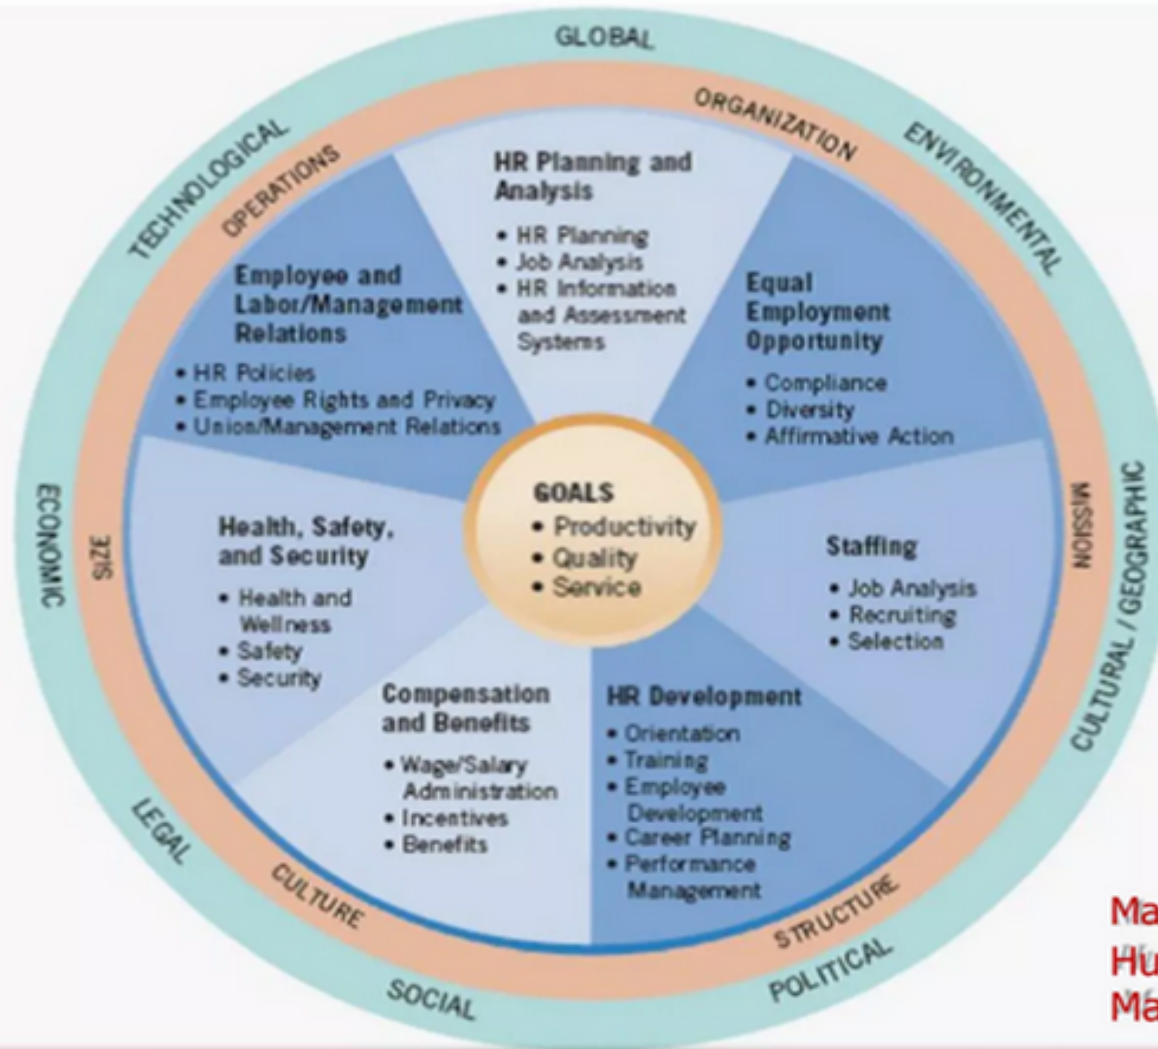 GLOBAL
ORGANIZATION
ENVIRONMENTAL
TECHNOLOGICAL
OPERATIONS
HR Planning and
Analysis
• HR Planning
• Job Analysis
• HR Information
and Assessment
Systems
Equal
Employment
Opportunity
• Compliance
• Diversity
• Affirmative Action
Employee and
Labor/Management
Relations
• HR Policies
• Employee Rights and Privacy
• Union/Management Relations
GOALS
• Productivity
• Quality
• Service
ECONOMIC
SIZE
Health, Safety,
and Security
• Health and
Wellness
• Safety
• Security
Staffing
• Job Analysis
• Recruiting
• Selection
MISSION
CULTURAL / GEOGRAPHIC
Compensation
and Benefits
• Wage/Salary
Administration
• Incentives
• Benefits
HR Development
• Orientation
• Training
• Employee
Development
• Career Planning
• Performance
Management
LEGAL
CULTURE
STRUCTURE
SOCIAL
POLITICAL
Ma
Hu
Ma